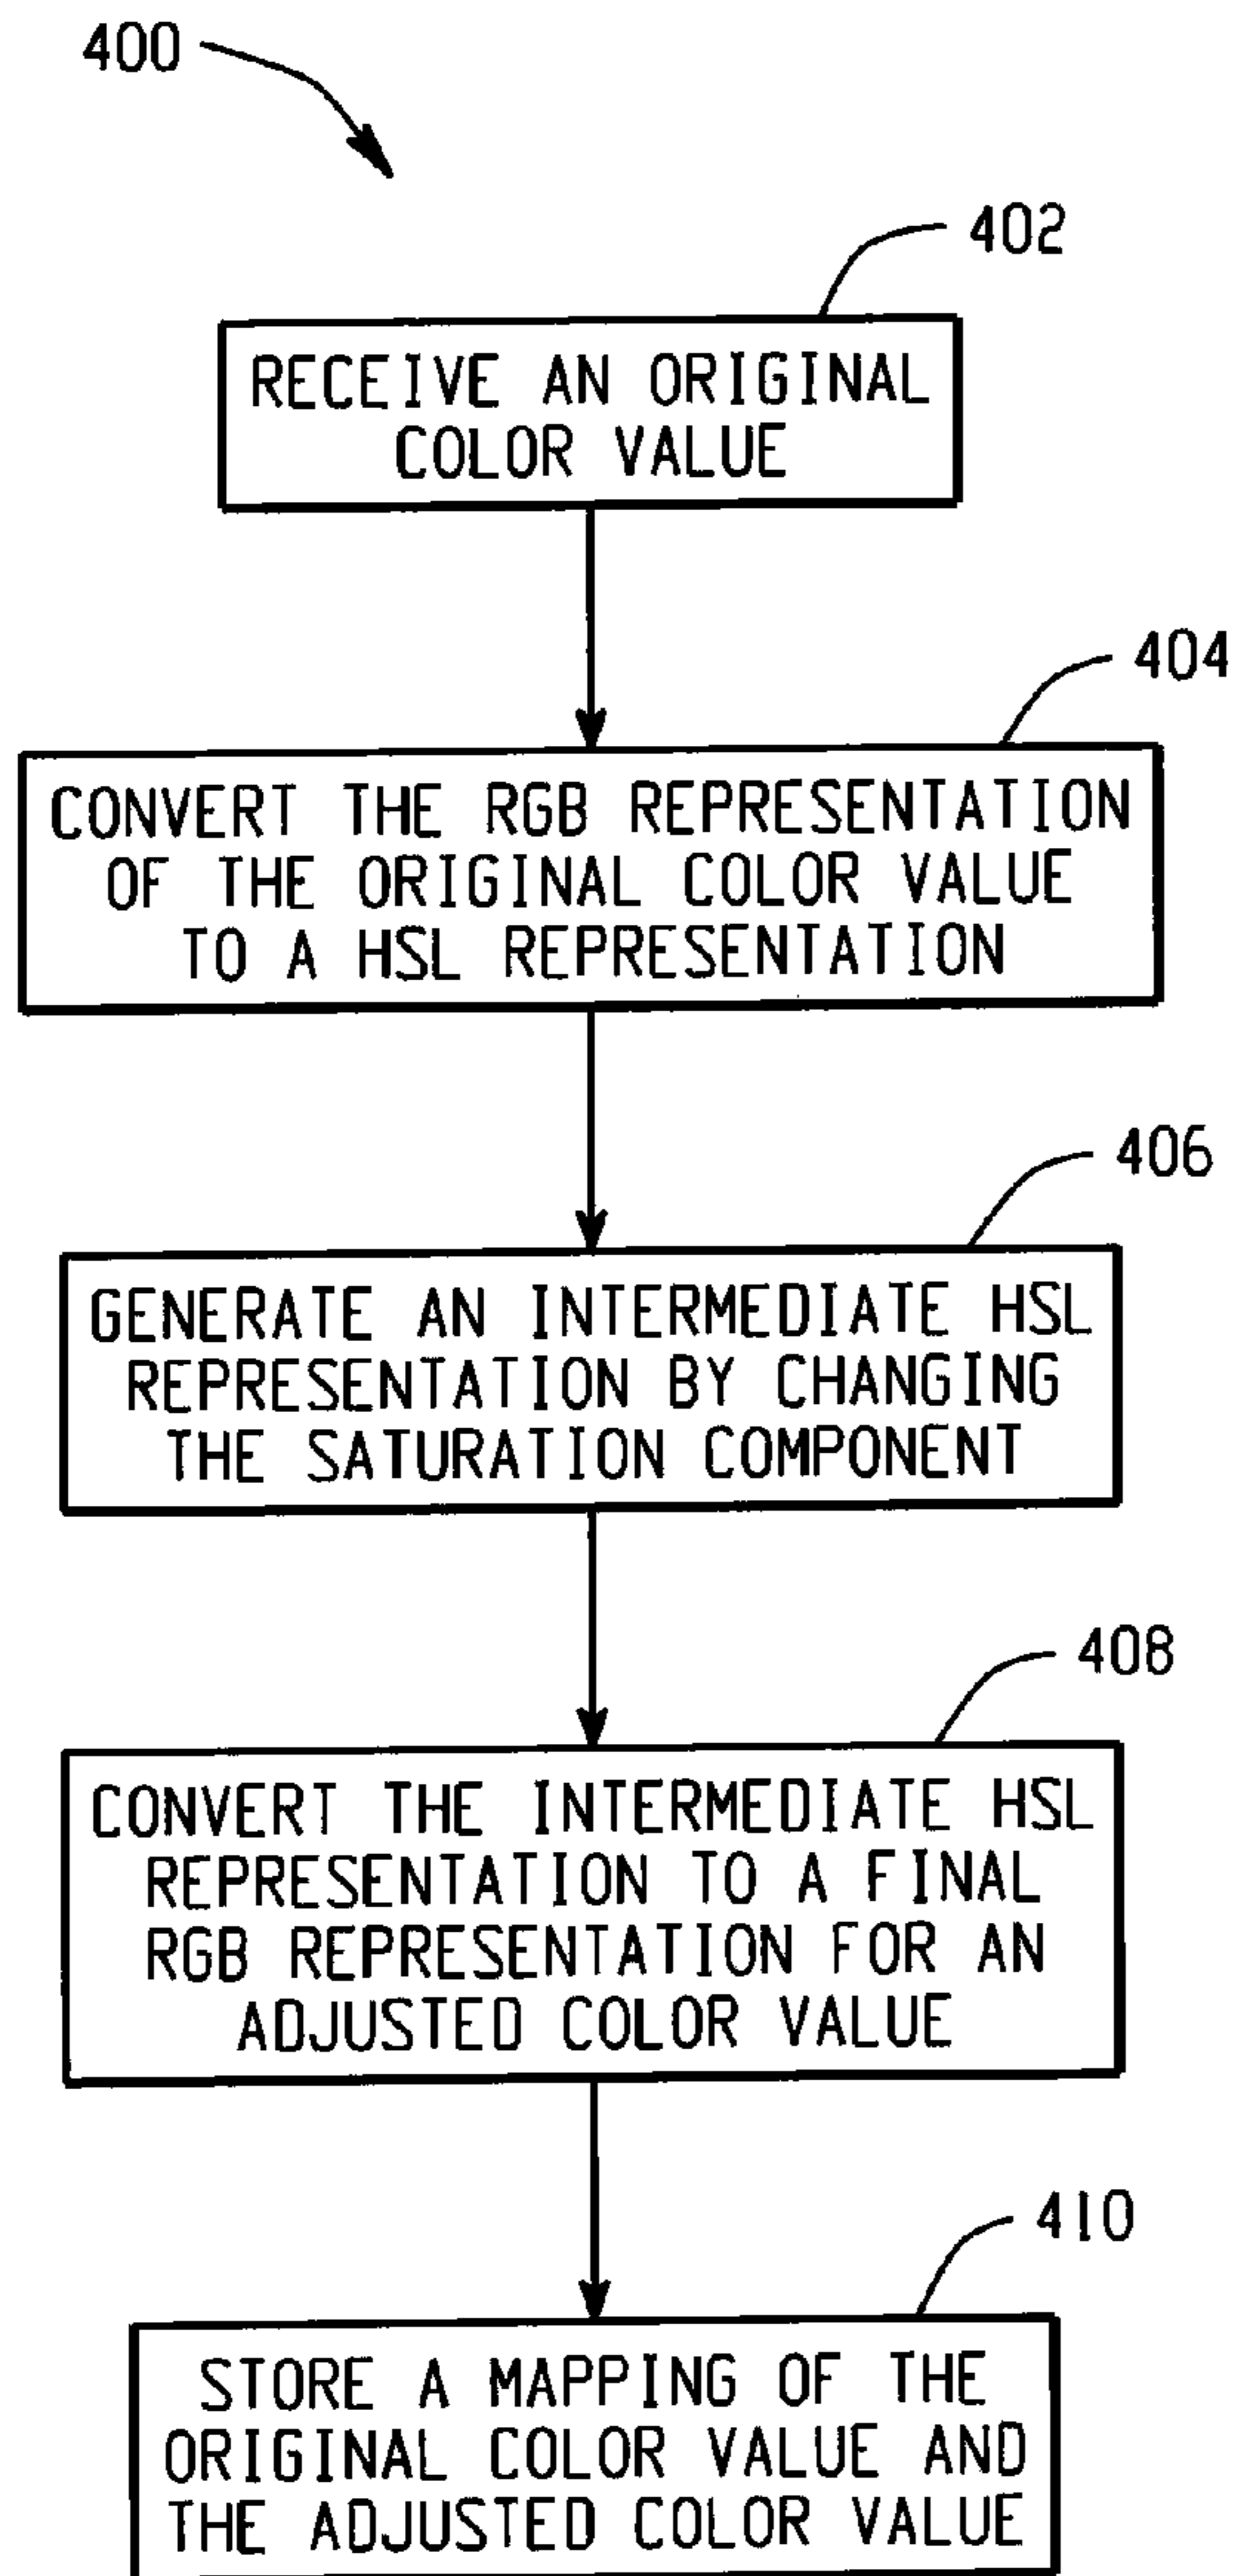 400
402
RECEIVE AN ORIGINAL
COLOR VALUE
404
CONVERT THE RGB REPRESENTATION
OF THE ORIGINAL COLOR VALUE
TO A HSL REPRESENTATION
406
GENERATE AN INTERMEDIATE HSL
REPRESENTATION BY CHANGING
THE SATURATION COMPONENT
408
CONVERT THE INTERMEDIATE HSL
REPRESENTATION TO A FINAL
RGB REPRESENTATION FOR AN
ADJUSTED COLOR VALUE
410
STORE A MAPPING OF THE
ORIGINAL COLOR VALUE AND
THE ADJUSTED COLOR VALUE